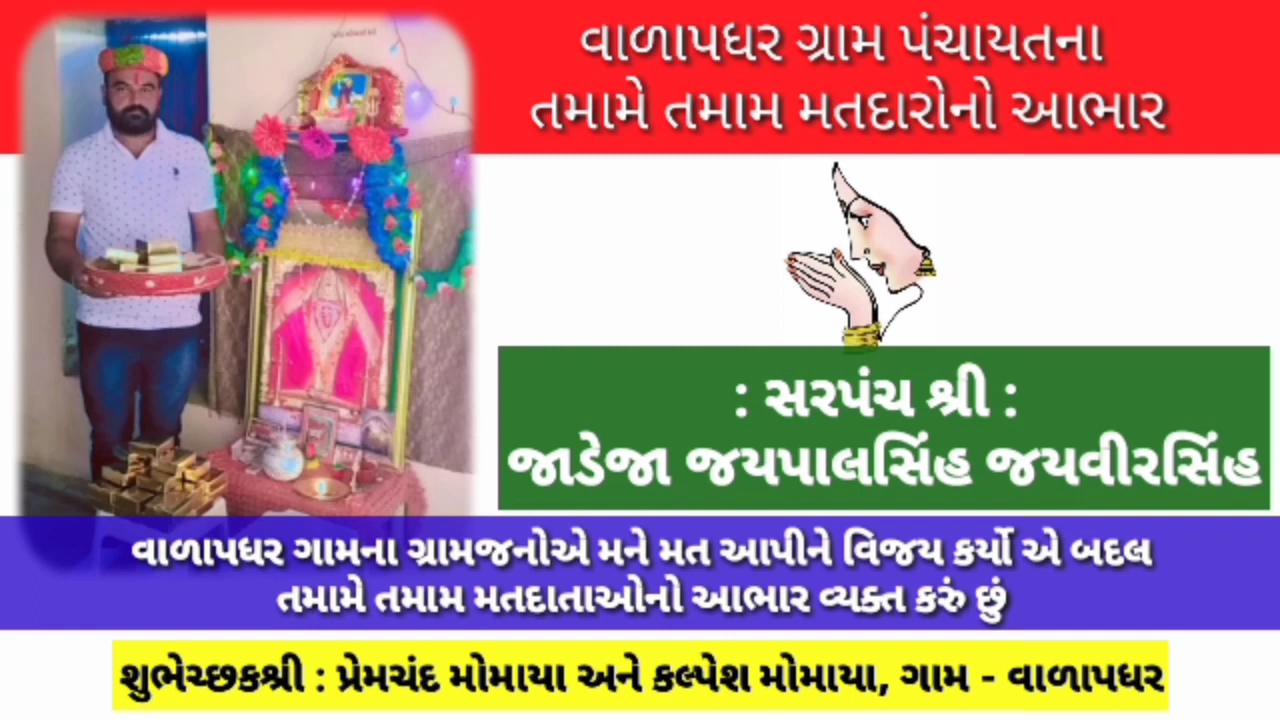 વાળાપધર ગ્રામ પંચાયતના
તમામે તમામ મતદારોનો આભાર
: સરપંચ શ્રી :
જાડેજા જયપાલસિંહ જયવીરસિંહ
વાળાપધર ગામના ગ્રામજનોએ મને મત આપીને વિજય કર્યો એ બદલ
તમામે તમામ મતદાતાઓનો આભાર વ્યક્ત કરું છું
શુભેચ્છકશ્રી : પ્રેમચંદ મોમાયા અને કલ્પેશ મોમાયા, ગામ - વાળાપધર